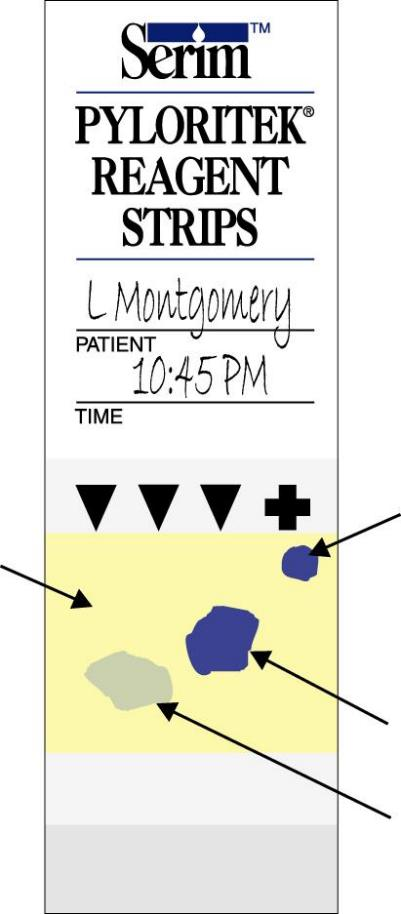 Serim™
PYLORITEK®
REAGENT
STRIPS
L Montgomery
PATIENT
10:45 PM
TIME